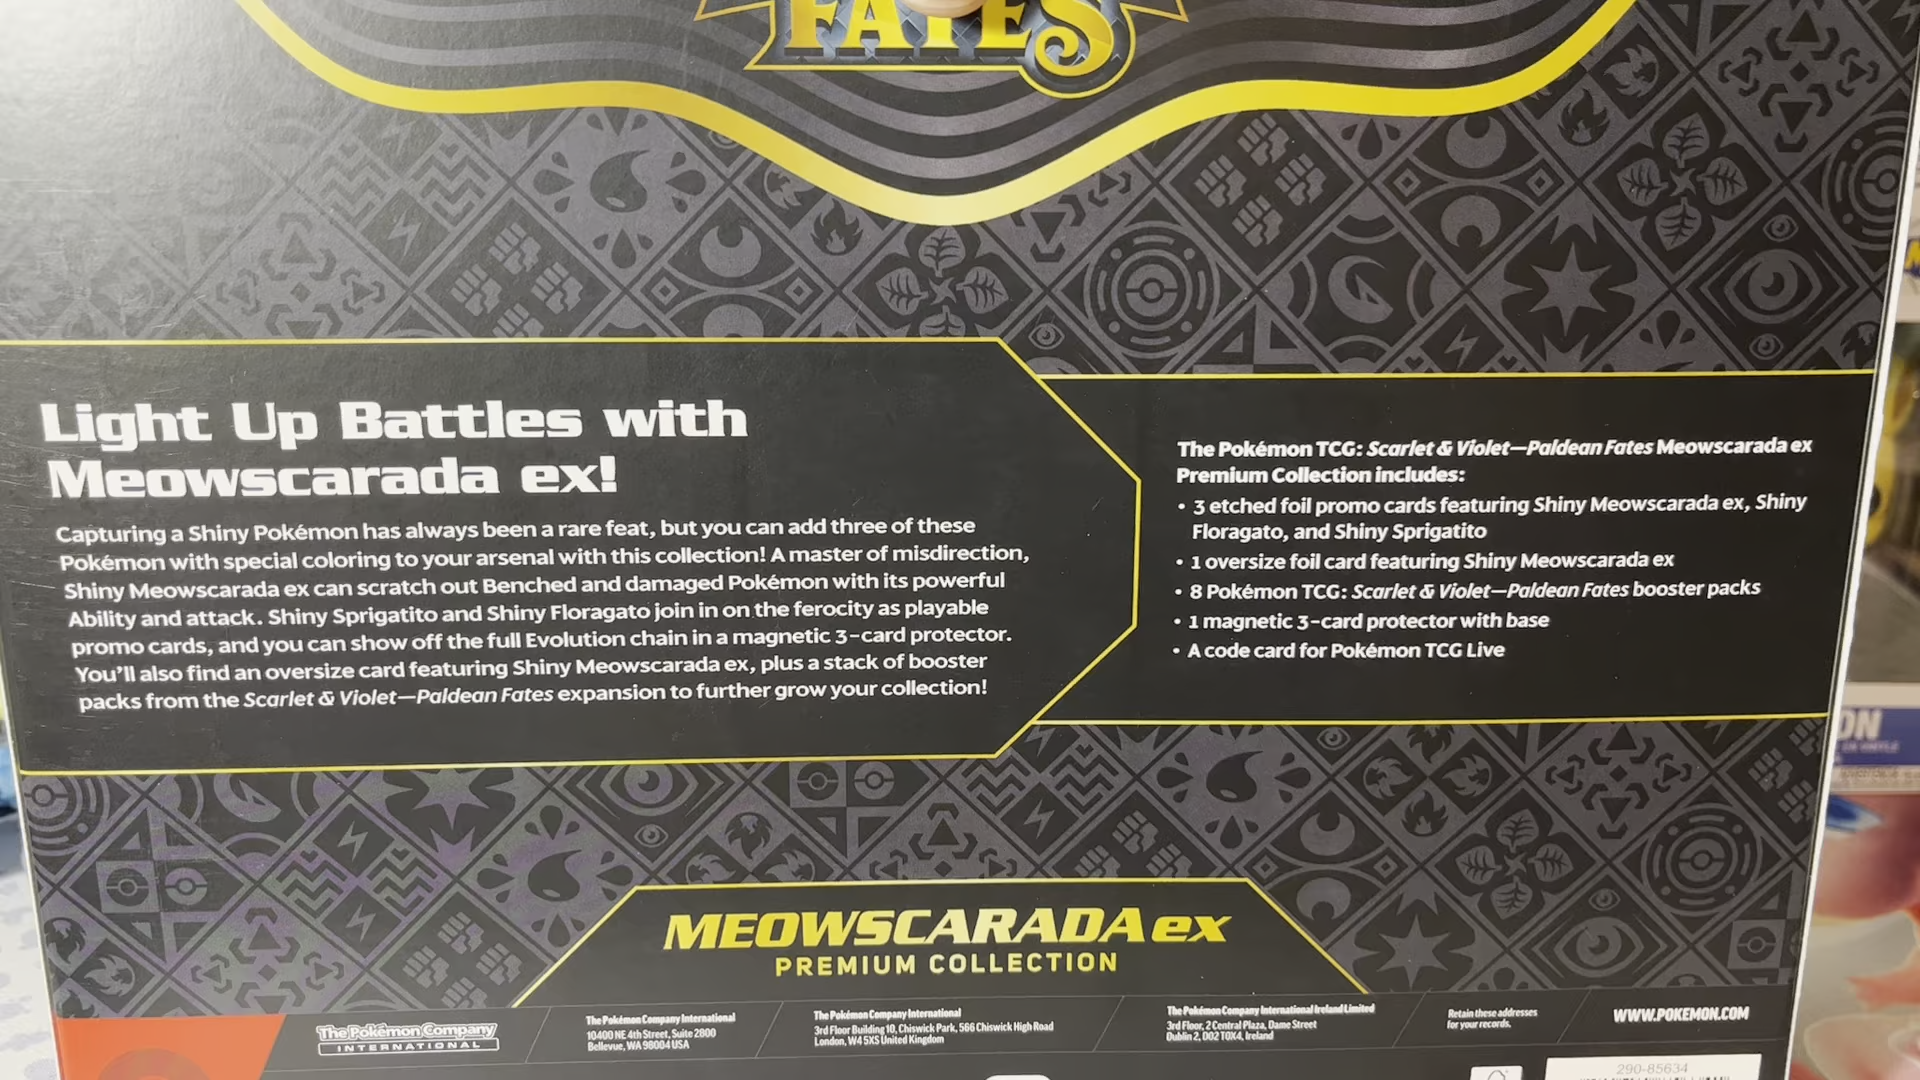 FATES
Light Up Battles with
Meowscarada ex!
Capturing a Shiny Pokémon has always been a rare feat, but you can add three of these
Pokémon with special coloring to your arsenal with this collection! A master of misdirection,
Shiny Meowscarada ex can scratch out Benched and damaged Pokémon with its powerful
Ability and attack. Shiny Sprigatito and Shiny Floragato join in on the ferocity as playable
promo cards, and you can show off the full Evolution chain in a magnetic 3-card protector.
You'll also find an oversize card featuring Shiny Meowscarada ex, plus a stack of booster
packs from the Scarlet & Violet—Paldean Fates expansion to further grow your collection!
The Pokémon TCG: Scarlet & Violet—Paldean Fates Meowscarada ex
Premium Collection includes:
• 3 etched foil promo cards featuring Shiny Meowscarada ex, Shiny
Floragato, and Shiny Sprigatito
• 1 oversize foil card featuring Shiny Meowscarada ex
• 8 Pokémon TCG: Scarlet & Violet—Paldean Fates booster packs
• 1 magnetic 3-card protector with base
• A code card for Pokémon TCG Live
MEOWSCARADA ex
PREMIUM COLLECTION
The Pokémon Company
INTERNATIONAL
The Pokémon Company International
10400 NE 4th Street, Suite 2800
Bellevue, WA 98004 USA
The Pokémon Company International
3rd Floor Building 10, Chiswick Park, 566 Chiswick High Road
London, W4 5XS United Kingdom
The Pokémon Company International Ireland Limited
3rd Floor, 2 Central Plaza, Dame Street
Dublin 2, D02 T0X4, Ireland
Retain these addresses
for your records.
WWW.POKEMON.COM
290-85634
ON